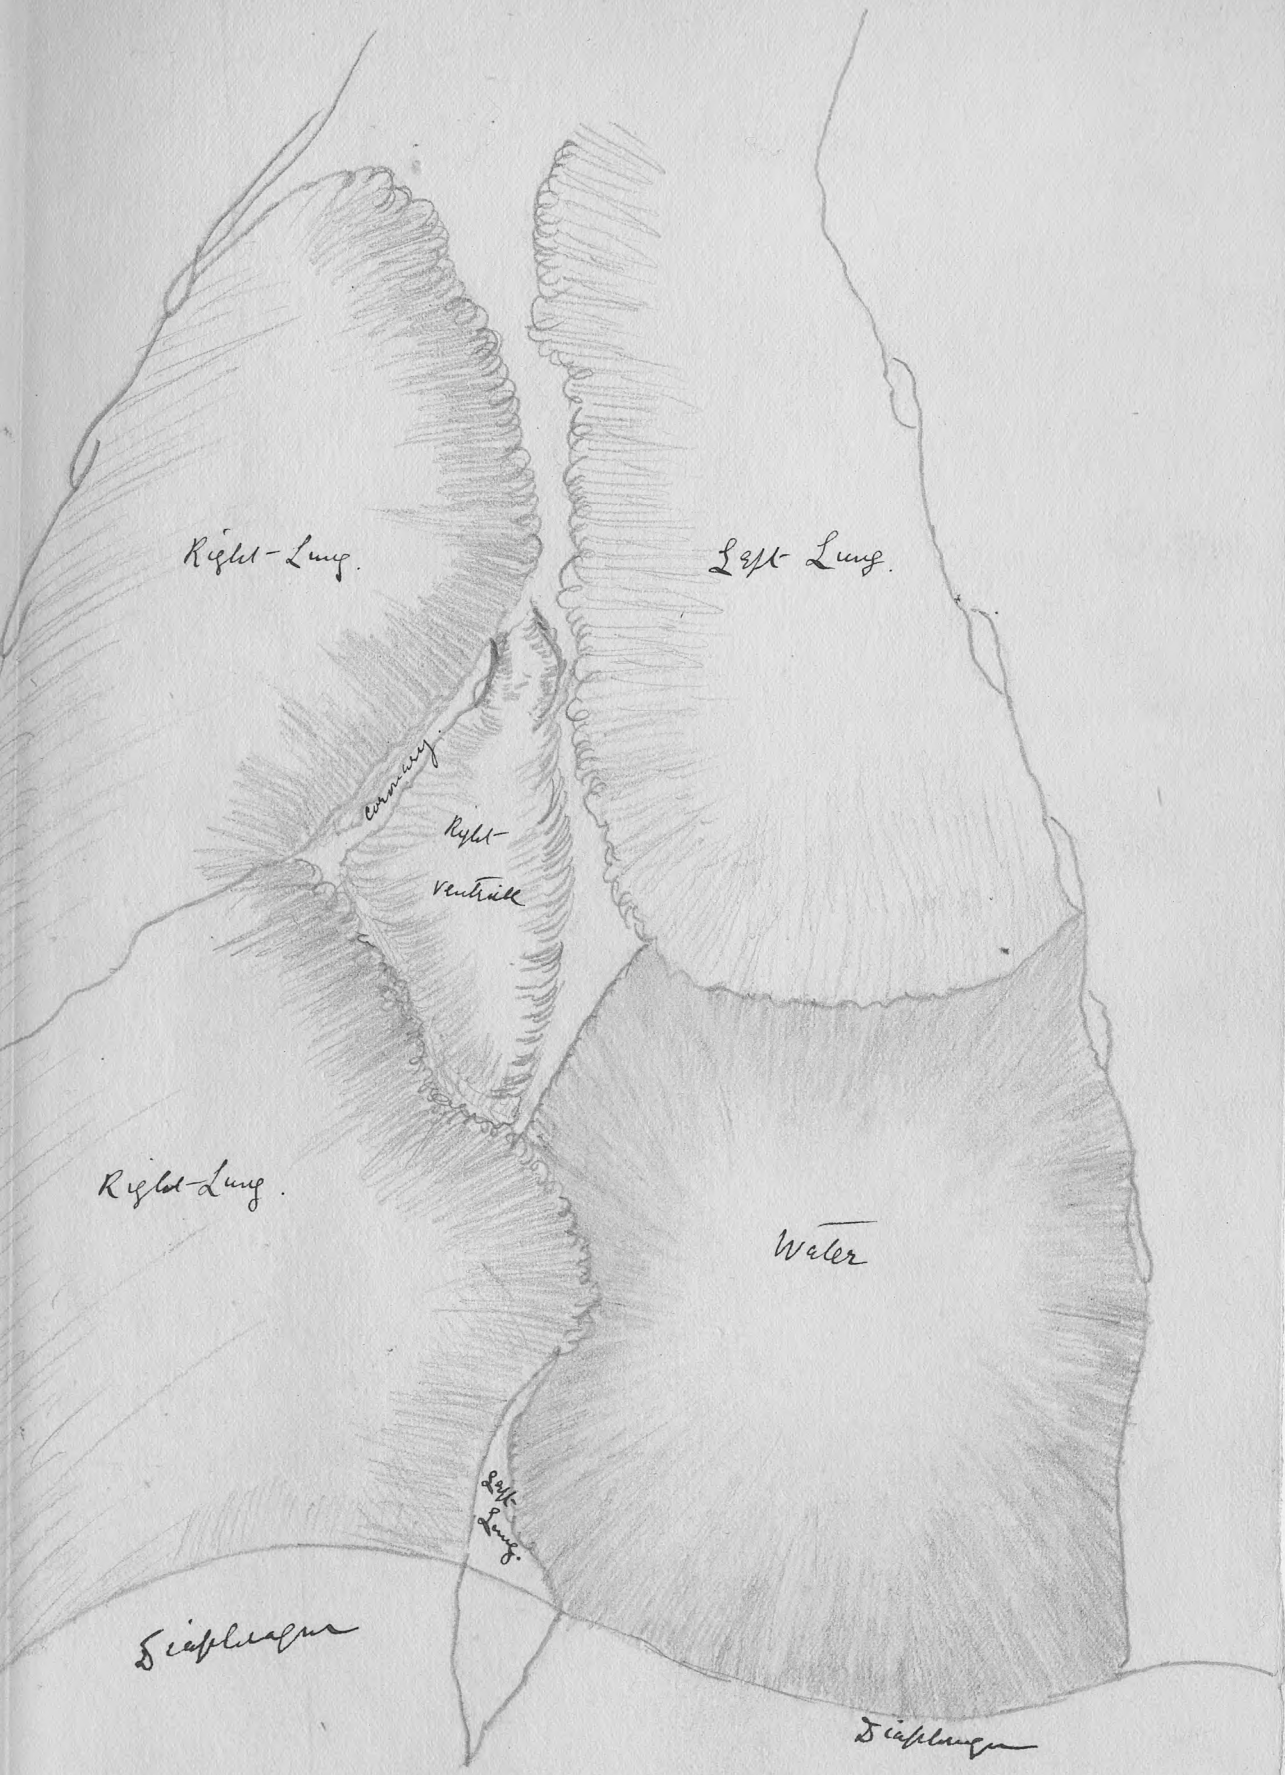 Right Lung.
Left Lung.
coronary.
Right
ventricle
Right Lung.
Water
Left
Lung.
Diaphragm
Diaphragm